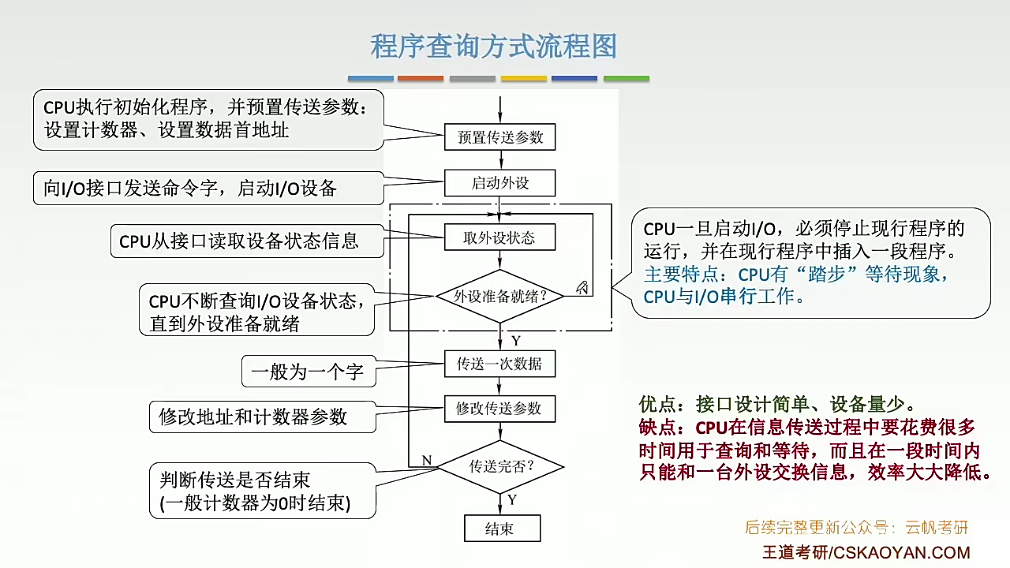 程序查询方式流程图
CPU执行初始化程序，并预置传送参数：
设置计数器、设置数据首地址
预置传送参数
向I/O接口发送命令字，启动I/O设备
启动外设
CPU从接口读取设备状态信息
取外设状态
CPU一旦启动I/O，必须停止现行程序的
运行，并在现行程序中插入一段程序。
主要特点：CPU有“踏步”等待现象，
CPU与I/O串行工作。
CPU不断查询I/O设备状态，
直到外设准备就绪
外设准备就绪？
Y
一般为一个字
传送一次数据
修改地址和计数器参数
修改传送参数
优点：接口设计简单、设备量少。
缺点：CPU在信息传送过程中要花费很多
时间用于查询和等待，而且在一段时间内
只能和一台外设交换信息，效率大大降低。
判断传送是否结束
(一般计数器为0时结束)
N
传送完否？
Y
结束
后续完整更新公众号：云帆考研
王道考研/CSKAOYAN.COM